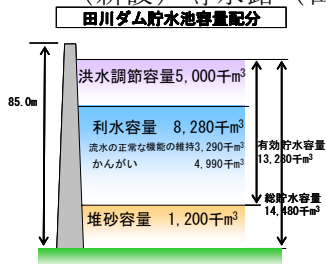 田川ダム貯水池容量配分
洪水調節容量5,000千m³
85.0m
利水容量 8,280千m³
流水の正常な機能の維持3,290千m³
かんがい 4,990千m³
有効貯水容量
13,280千m³
総貯水容量
14,480千m³
堆砂容量 1,200千m³